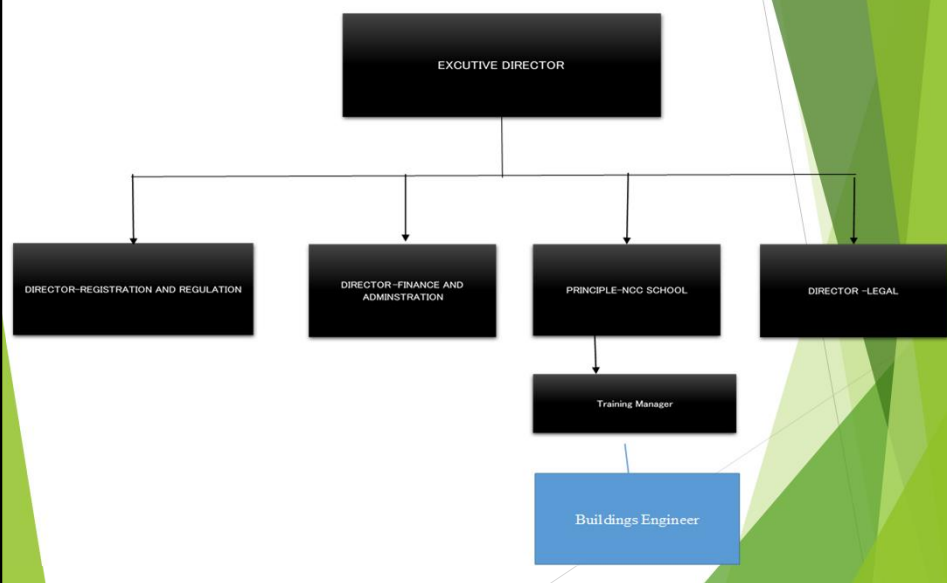 EXCUTIVE DIRECTOR
DIRECTOR-REGISTRATION AND REGULATION
DIRECTOR-FINANCE AND
ADMINSTRATION
PRINCIPLE-NCC SCHOOL
DIRECTOR -LEGAL
Training Manager
Buildings Engineer